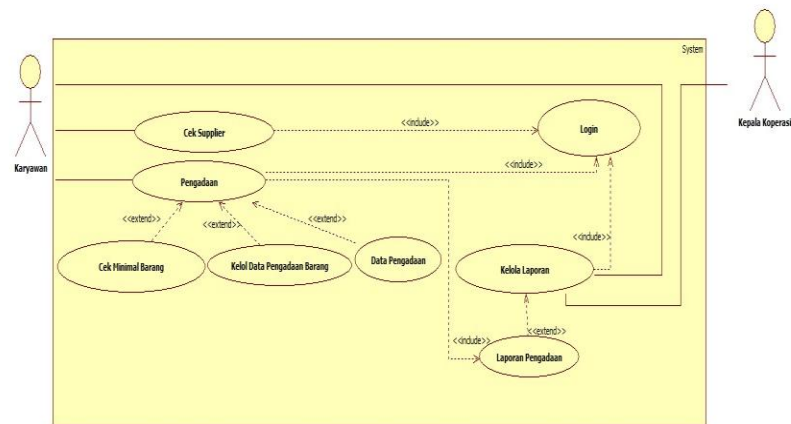 System
Kepala Koperasi
Karyawan
Cek Supplier
<<include>>
Login
Pengadaan
<<include>>
<<extend>>
<<extend>>
<<extend>>
<<include>>
Cek Minimal Barang
Kelol Data Pengadaan Barang
Data Pengadaan
Kelola Laporan
<<include>>
<<extend>>
Laporan Pengadaan